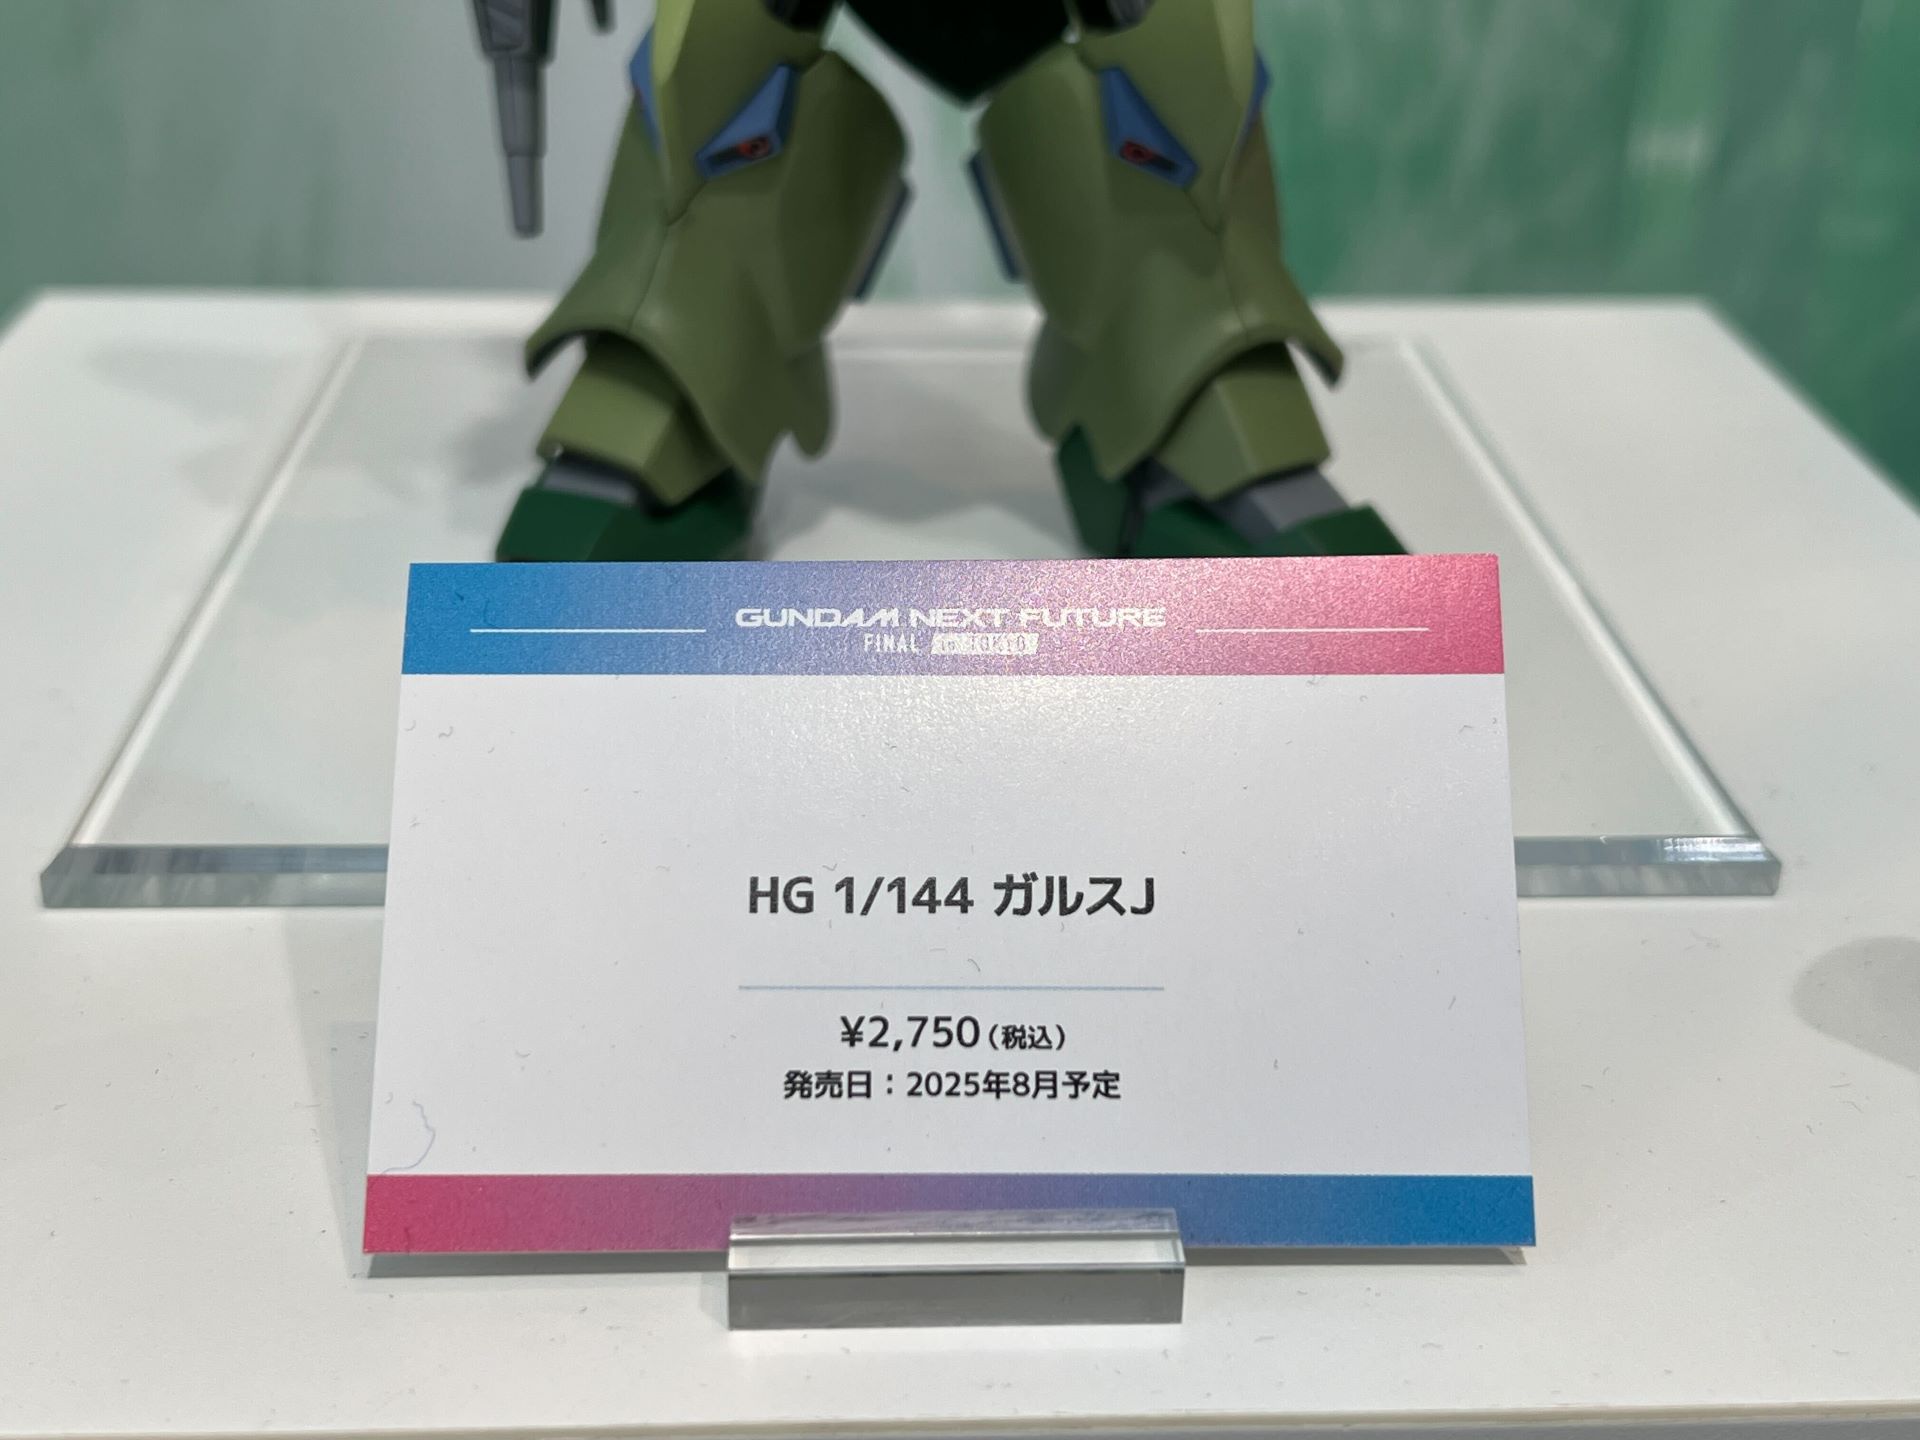 GUNDAM NEXT FUTURE
FINAL
HG 1/144 ガルスJ
¥2,750（税込）
発売日：2025年8月予定